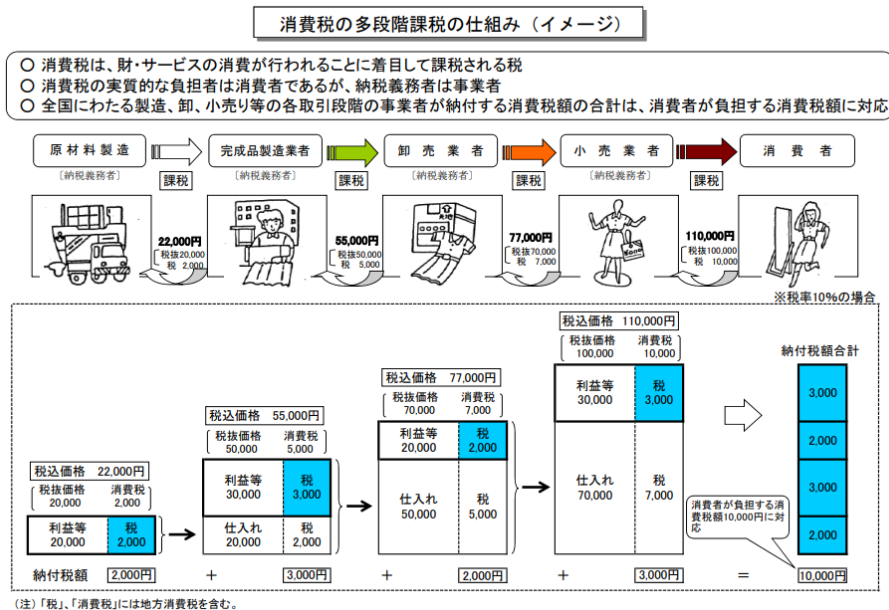 消費税の多段階課税の仕組み（イメージ）
○ 消費税は、財・サービスの消費が行われることに着目して課税される税
○ 消費税の実質的な負担者は消費者であるが、納税義務者は事業者
○ 全国にわたる製造、卸、小売り等の各取引段階の事業者が納付する消費税額の合計は、消費者が負担する消費税額に対応
原材料製造 完成品製造業者 卸売業者 小売業者 消費者
〔納税義務者〕 課税 〔納税義務者〕 課税 〔納税義務者〕 課税 〔納税義務者〕 課税
22,000円 55,000円 77,000円 110,000円
税抜20,000 税抜50,000 税抜70,000 税抜100,000
税 2,000 税 5,000 税 7,000 税 10,000
※税率10%の場合
税込価格 110,000円
税抜価格 消費税
100,000 10,000
納付税額合計
税込価格 77,000円
税抜価格 消費税
70,000 7,000
利益等 税
30,000 3,000
3,000
税込価格 55,000円
税抜価格 消費税
50,000 5,000
利益等 税
20,000 2,000
2,000
税込価格 22,000円
税抜価格 消費税
20,000 2,000
利益等 税
30,000 3,000
仕入れ 税
50,000 5,000
仕入れ 税
70,000 7,000
3,000
消費者が負担する消
費税額10,000円に対
応
利益等 税
20,000 2,000
仕入れ 税
20,000 2,000
2,000
納付税額 2,000円 + 3,000円 + 2,000円 + 3,000円 = 10,000円
(注) 「税」、「消費税」には地方消費税を含む。